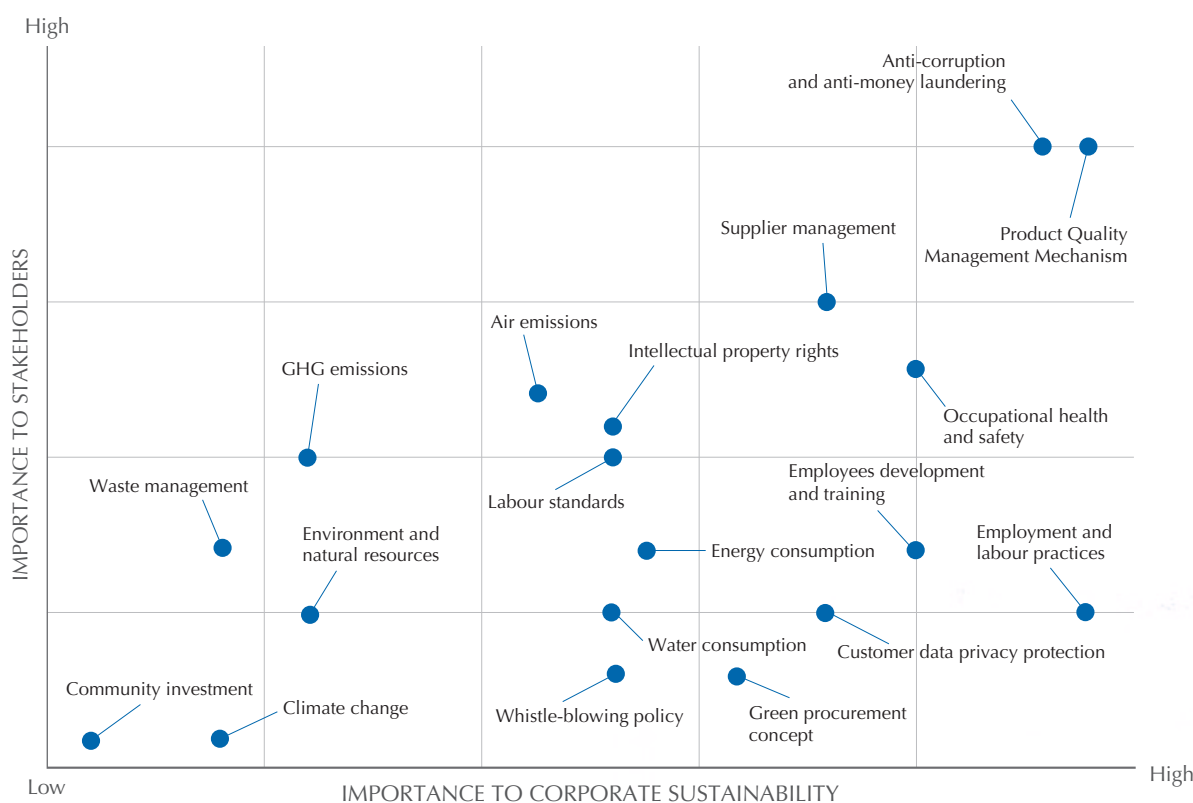 High
Anti-corruption
and anti-money laundering
Supplier management
Product Quality
Management Mechanism
Air emissions
Intellectual property rights
GHG emissions
Occupational health
and safety
Employees development
and training
Waste management
Labour standards
Environment and
natural resources
Employment and
labour practices
Energy consumption
Water consumption
Customer data privacy protection
Community investment
Climate change
Whistle-blowing policy
Green procurement
concept
IMPORTANCE TO STAKEHOLDERS
Low
IMPORTANCE TO CORPORATE SUSTAINABILITY
High